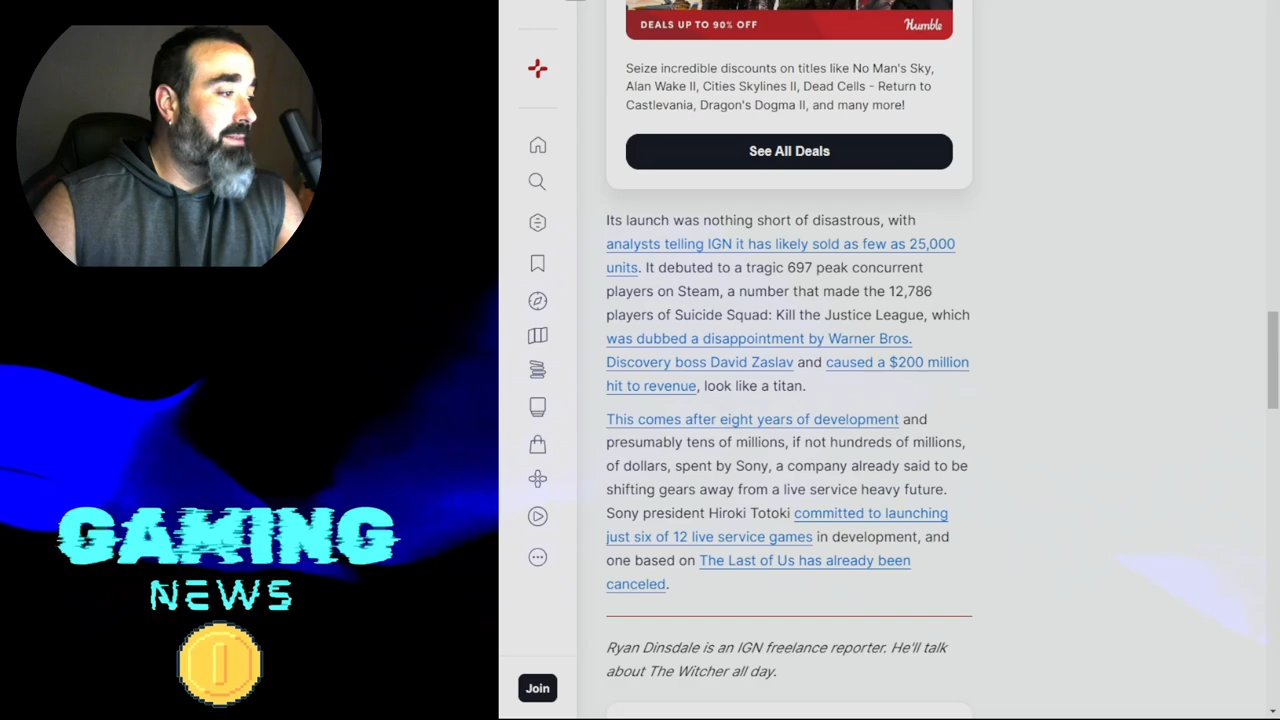 DEALS UP TO 90% OFF
Humble
Seize incredible discounts on titles like No Man's Sky,
Alan Wake II, Cities Skylines II, Dead Cells - Return to
Castlevania, Dragon's Dogma II, and many more!
See All Deals
Its launch was nothing short of disastrous, with
analysts telling IGN it has likely sold as few as 25,000
units. It debuted to a tragic 697 peak concurrent
players on Steam, a number that made the 12,786
players of Suicide Squad: Kill the Justice League, which
was dubbed a disappointment by Warner Bros.
Discovery boss David Zaslav and caused a $200 million
hit to revenue, look like a titan.
This comes after eight years of development and
presumably tens of millions, if not hundreds of millions,
of dollars, spent by Sony, a company already said to be
shifting gears away from a live service heavy future.
Sony president Hiroki Totoki committed to launching
just six of 12 live service games in development, and
one based on The Last of Us has already been
canceled.
Ryan Dinsdale is an IGN freelance reporter. He'll talk
about The Witcher all day.
Join
GAMING
NEWS